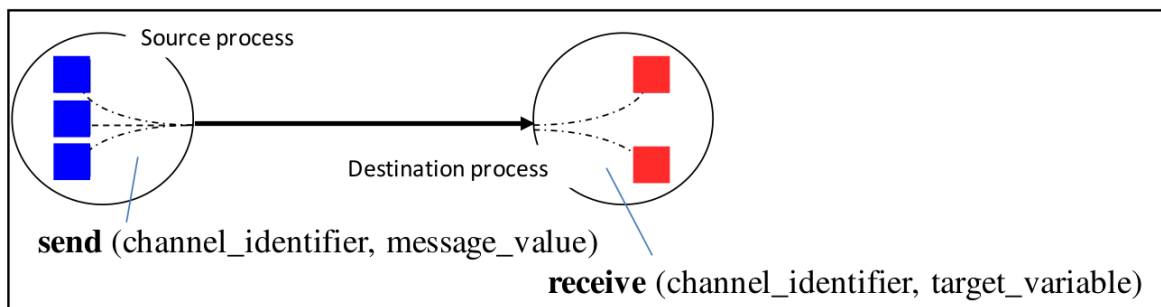 Source process
Destination process
send (channel_identifier, message_value)
receive (channel_identifier, target_variable)